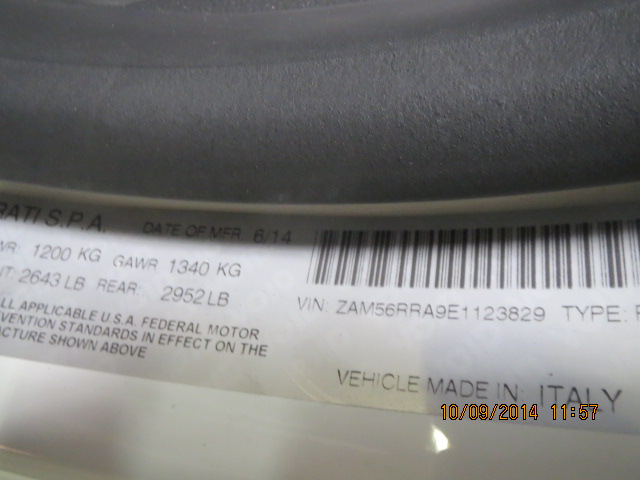 RATI S.P.A. DATE OF MFR. 6/14
WR: 1200 KG GAWR 1340 KG
NT: 2643 LB REAR: 2952 LB
LL APPLICABLE U.S.A. FEDERAL MOTOR
VENTION STANDARDS IN EFFECT ON THE
ACTURE SHOWN ABOVE
VIN: ZAM56RRA9E1123829 TYPE:
VEHICLE MADE IN: ITALY
10/09/2014 11:57